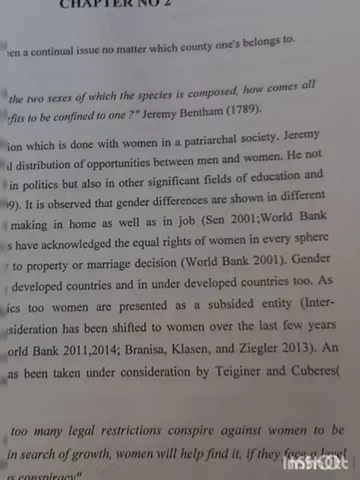 CHAPTER NO 2
en a continual issue no matter which county one's belongs to.
the two sexes of which the species is composed, how comes all
fits to be confined to one ?" Jeremy Bentham (1789).
ion which is done with women in a patriarchal society. Jeremy
l distribution of opportunities between men and women. He not
in politics but also in other significant fields of education and
9). It is observed that gender differences are shown in different
making in home as well as in job (Sen 2001;World Bank
s have acknowledged the equal rights of women in every sphere
to property or marriage decision (World Bank 2001). Gender
developed countries and in under developed countries too. As
ics too women are presented as a subsided entity (Inter-
sideration has been shifted to women over the last few years
orld Bank 2011,2014; Branisa, Klasen, and Ziegler 2013). An
as been taken under consideration by Teiginer and Cuberes(
too many legal restrictions conspire against women to be
in search of growth, women will help find it, if they face a level
us conspiracy"